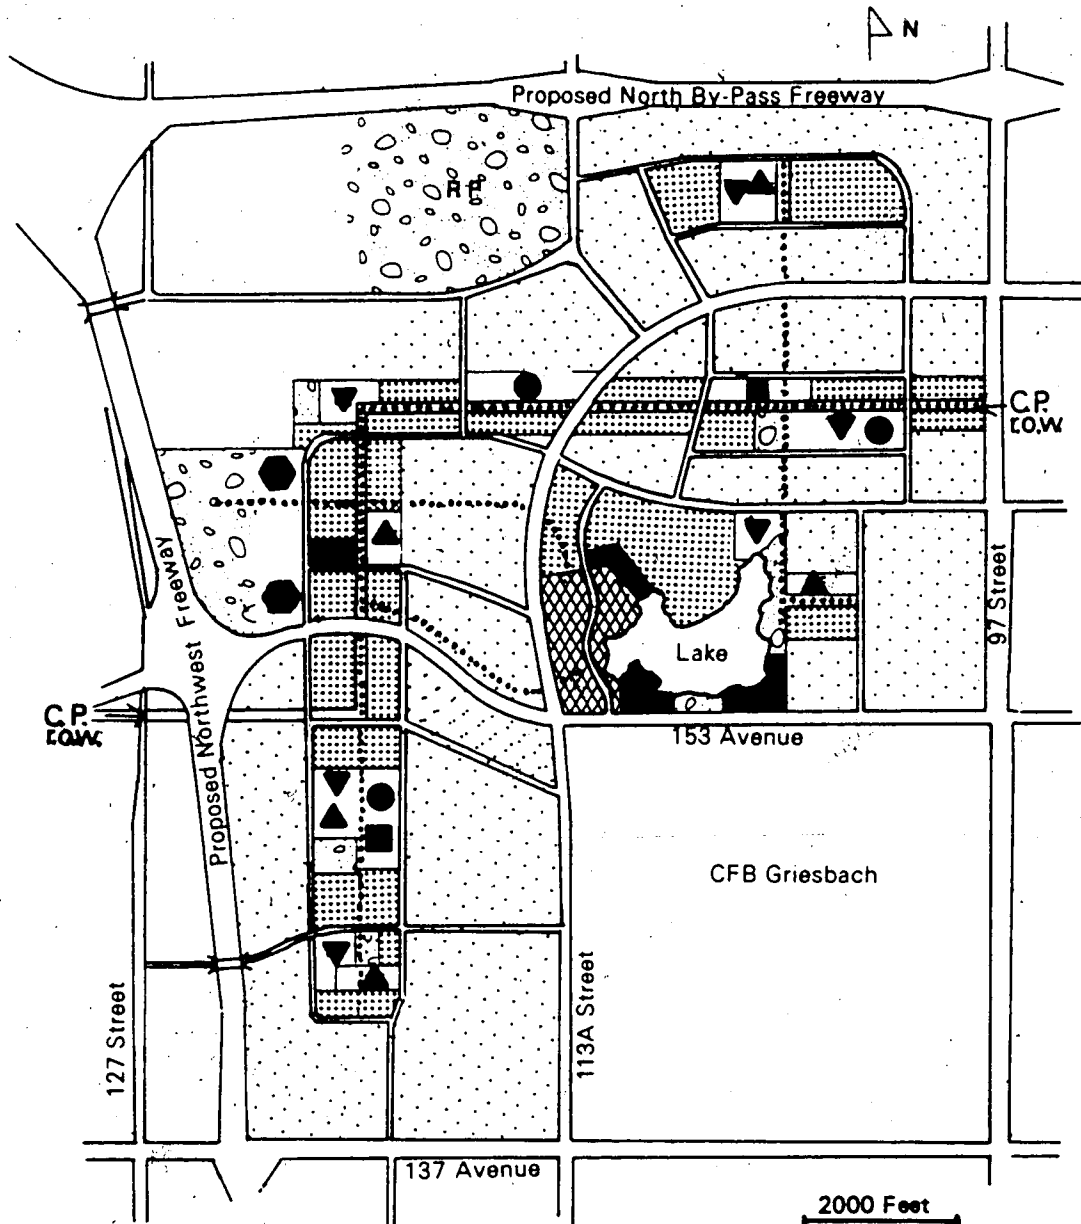 N
Proposed North By-Pass Freeway
C.P.
r.o.w.
Proposed Northwest Freeway
97 Street
Lake
C.P.
r.o.w.
153 Avenue
CFB Griesbach
127 Street
113A Street
137 Avenue
2000 Feet